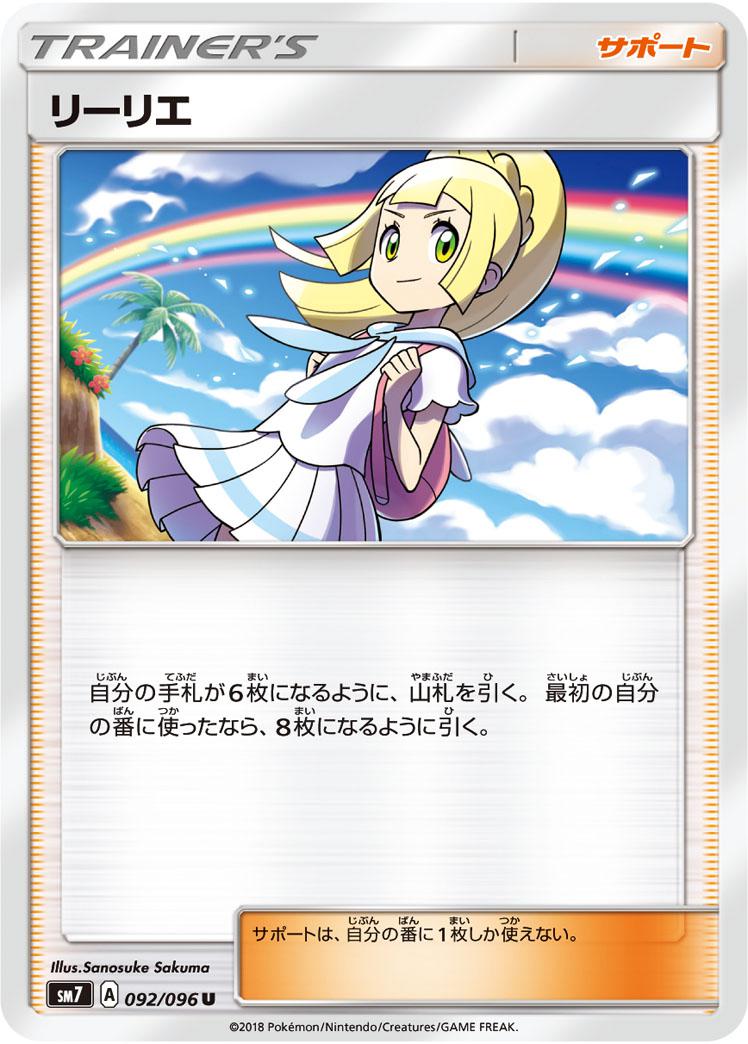 TRAINER'S
サポート
リーリエ
自分の手札が6枚になるように、山札を引く。 最初の自分
の番に使ったなら、8枚になるように引く。
サポートは、自分の番に1枚しか使えない。
Illus.Sanosuke Sakuma
SM7 A 092/096 U
©2018 Pokémon/Nintendo/Creatures/GAME FREAK.